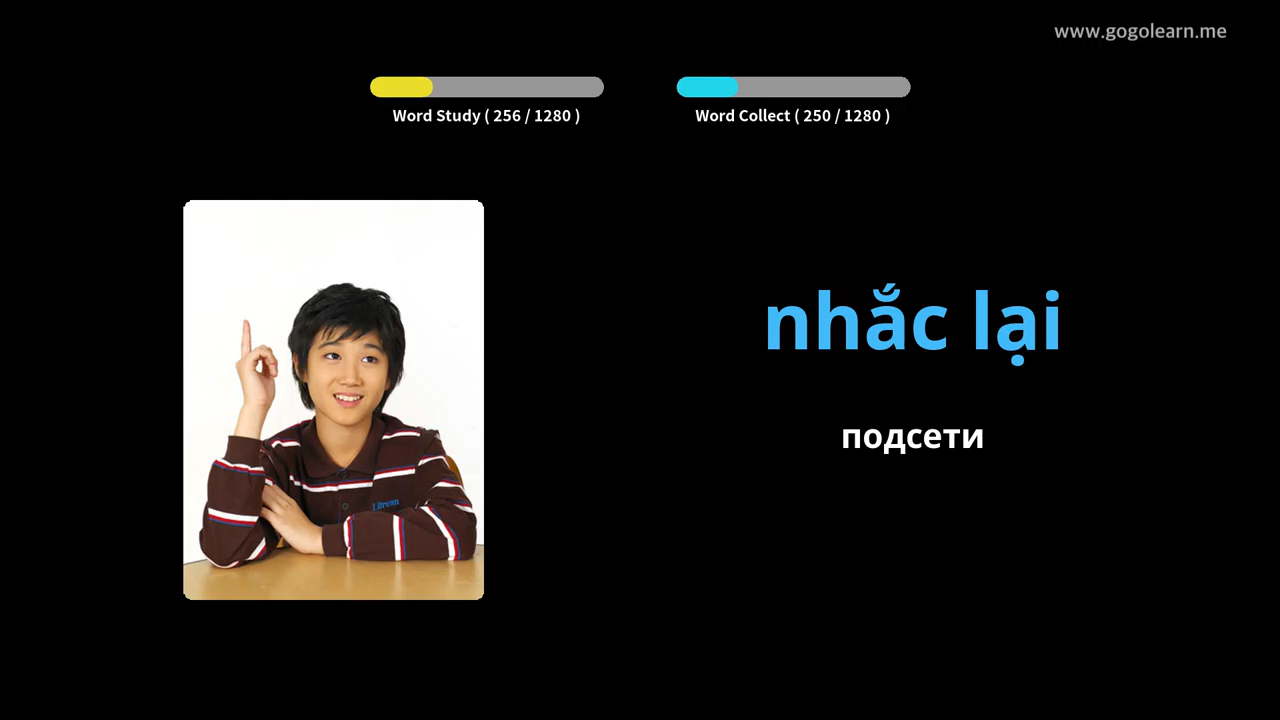 www.gogolearn.me
Word Study ( 256 / 1280 )
Word Collect ( 250 / 1280 )
nhắc lại
подсети